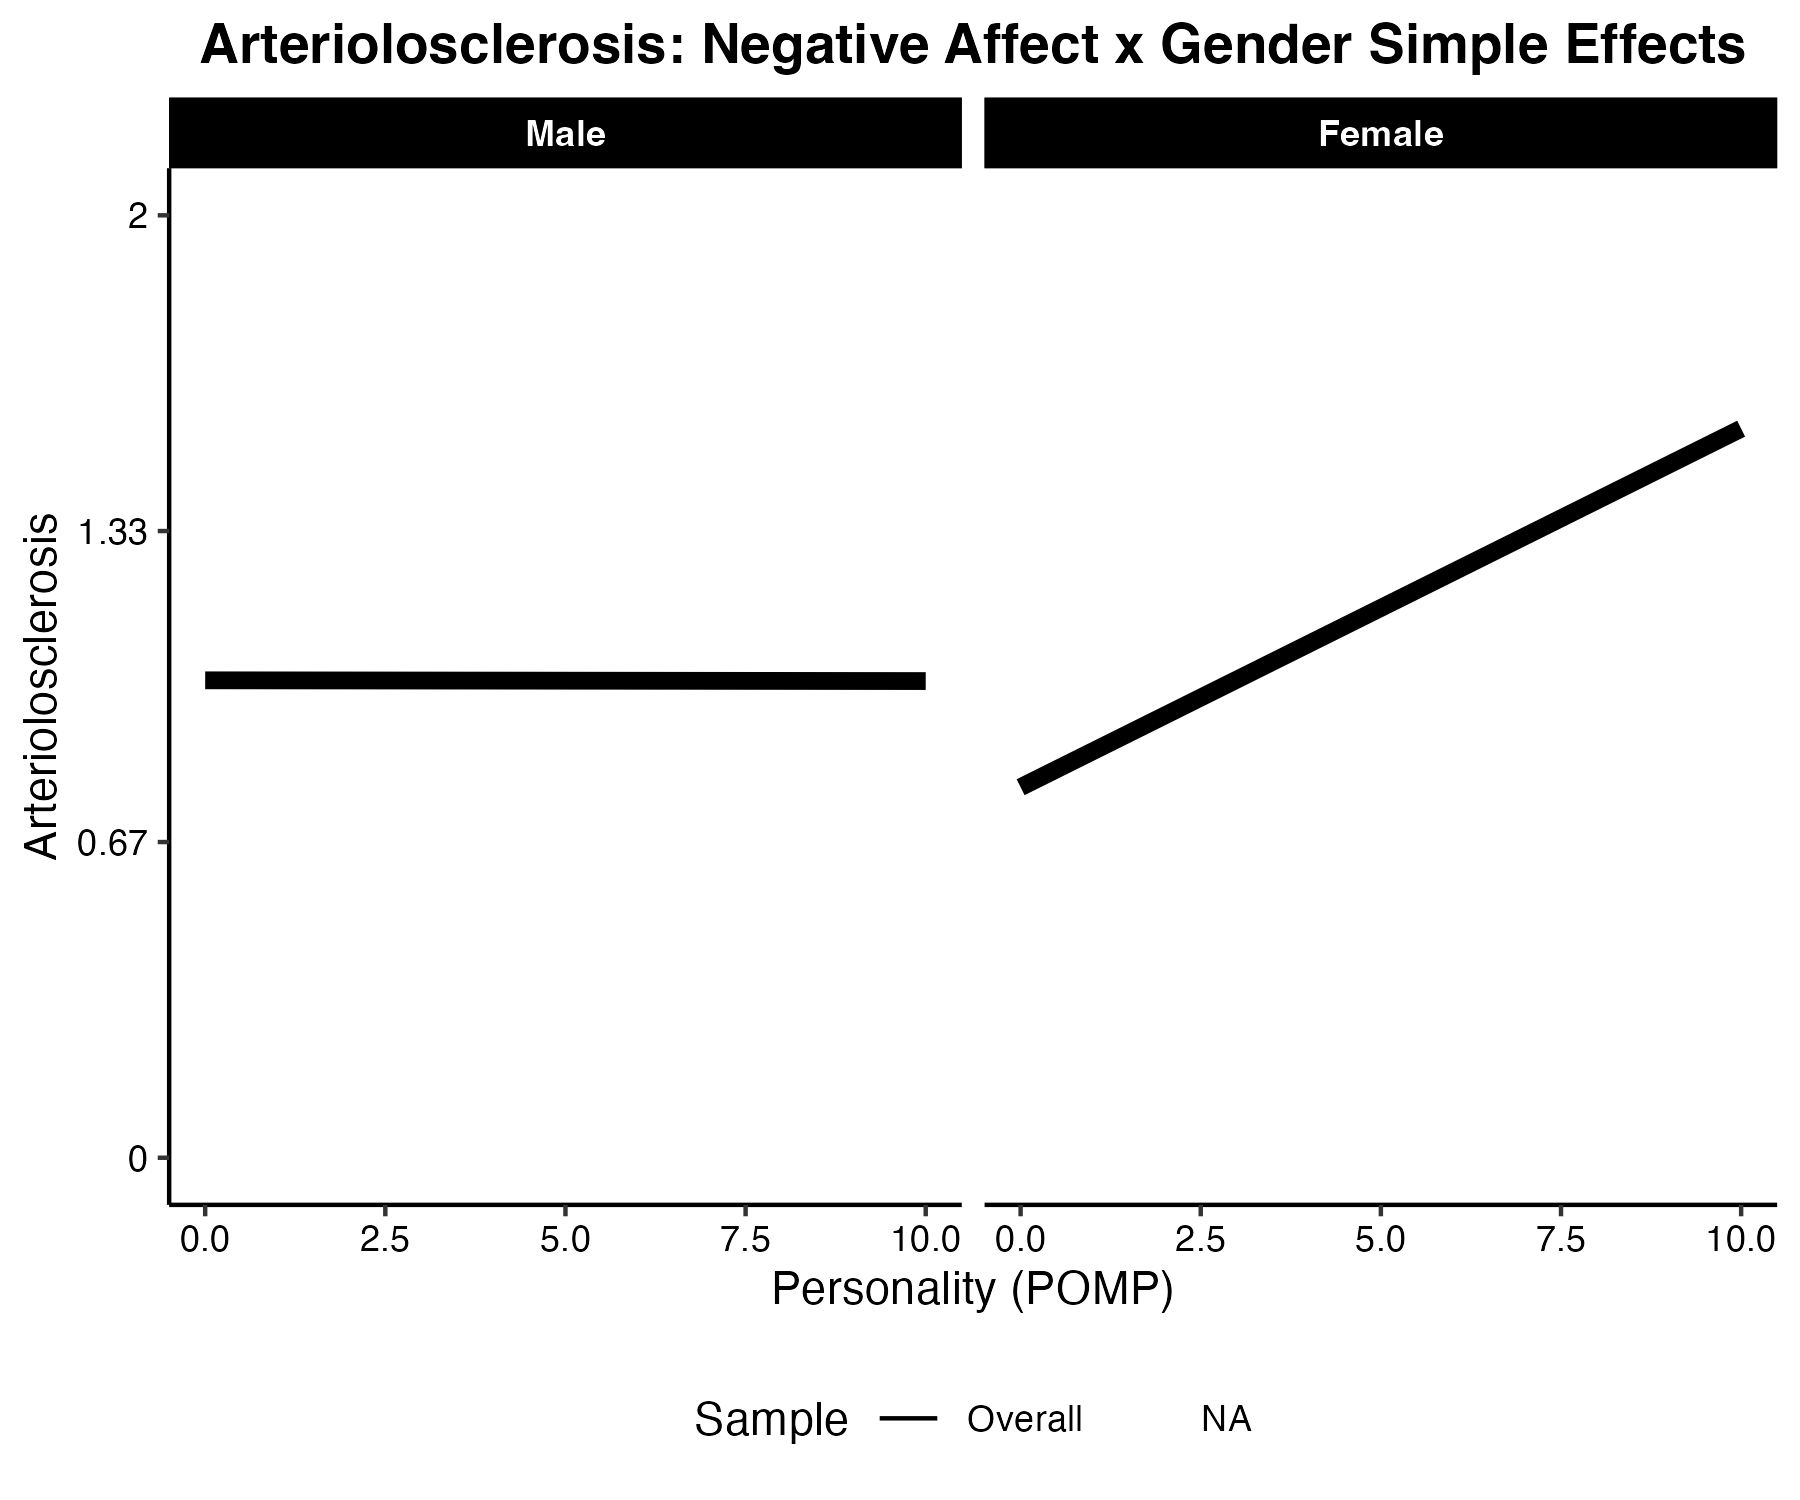 Arteriolosclerosis: Negative Affect x Gender Simple Effects
Male
Female
Arteriolosclerosis
2
1.33
0.67
0
0.0 2.5 5.0 7.5 10.0
0.0 2.5 5.0 7.5 10.0
Personality (POMP)
Sample Overall NA